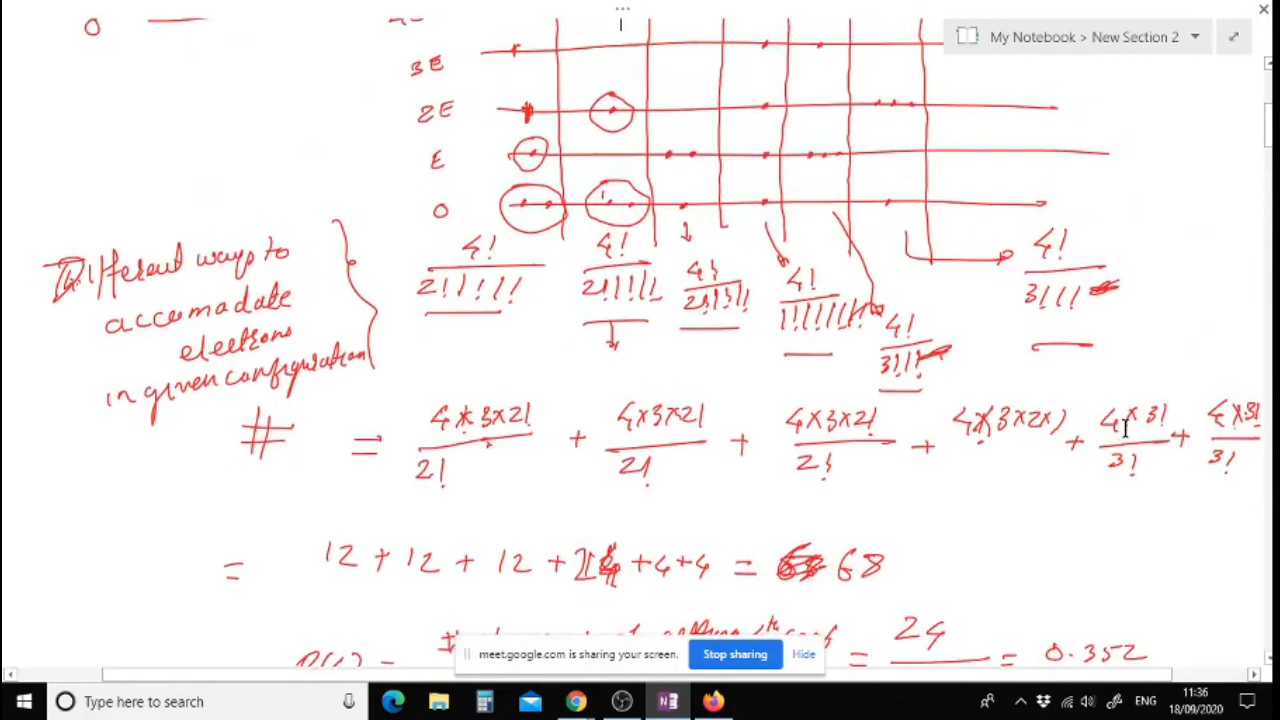 0
My Notebook > New Section 2
3E
2E
E
0
Different ways to
accomadate
electrons
in given configuration
4! / 2!1!1!1! 4! / 2!1!1!1! 4! / 2!1!1! 4! / 1!1!1!1! 4! / 3!1! 4! / 3!1!
# = 4×3×2! / 2! + 4×3×2! / 2! + 4×3×2! / 2! + 4×(3×2×1) + 4×3! / 3! + 4×3! / 3!
= 12 + 12 + 12 + 24 + 4 + 4 = 68
= 24 = 0.352
meet.google.com is sharing your screen. Stop sharing Hide
Type here to search
ENG
11:36
18/09/2020